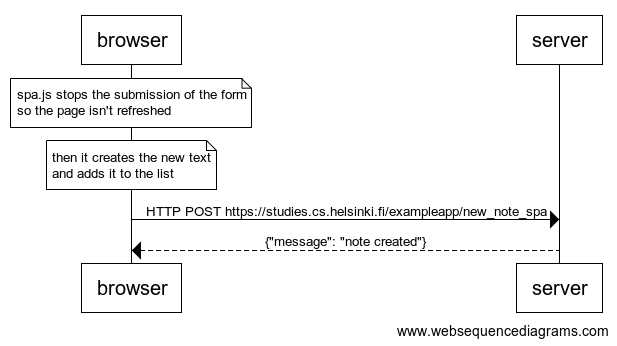 browser
server
spa.js stops the submission of the form
so the page isn't refreshed
then it creates the new text
and adds it to the list
HTTP POST https://studies.cs.helsinki.fi/exampleapp/new_note_spa
{"message": "note created"}
browser
server
www.websequencediagrams.com